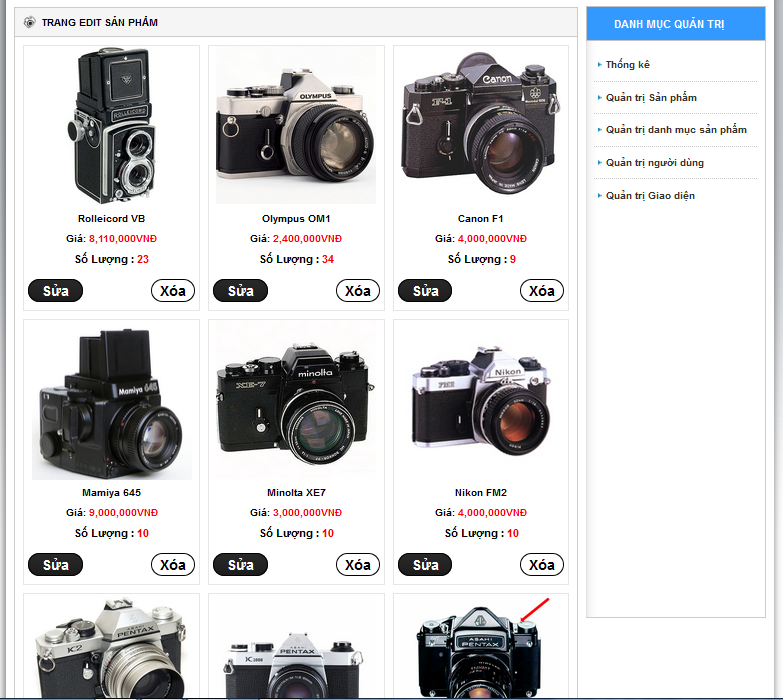 TRANG EDIT SẢN PHẨM
DANH MỤC QUẢN TRỊ
Thống kê
Quản trị Sản phẩm
Quản trị danh mục sản phẩm
Quản trị người dùng
Quản trị Giao diện
ROLLEICORD
OLYMPUS
Canon
F-1
Rolleicord VB
Olympus OM1
Canon F1
Giá: 8,110,000VNĐ
Giá: 2,400,000VNĐ
Giá: 4,000,000VNĐ
Số Lượng : 23
Số Lượng : 34
Số Lượng : 9
Sửa
Xóa
Sửa
Xóa
Sửa
Xóa
Mamiya 645
minolta
XE-7
Nikon
FM2
Mamiya 645
Minolta XE7
Nikon FM2
Giá: 9,000,000VNĐ
Giá: 3,000,000VNĐ
Giá: 4,000,000VNĐ
Số Lượng : 10
Số Lượng : 10
Số Lượng : 10
Sửa
Xóa
Sửa
Xóa
Sửa
Xóa
ASAHI
PENTAX
K2
ASAHI
PENTAX
K1000
ASAHI
PENTAX